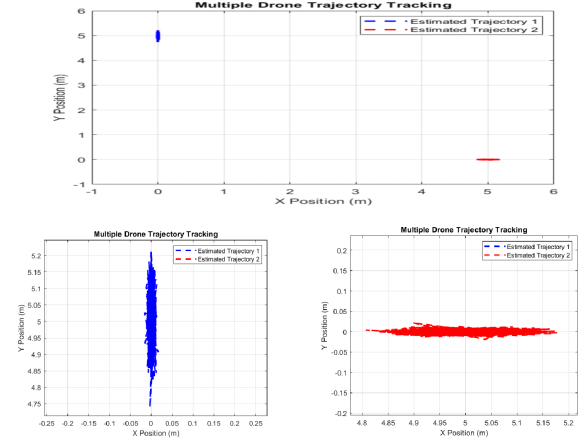 Multiple Drone Trajectory Tracking
Estimated Trajectory 1
Estimated Trajectory 2
Y Position (m)
6
5
4
3
2
1
0
-1
-1 0 1 2 3 4 5 6
X Position (m)
Multiple Drone Trajectory Tracking
Estimated Trajectory 1
Estimated Trajectory 2
Y Position (m)
5.2
5.15
5.1
5.05
5
4.95
4.9
4.85
4.8
4.75
-0.25 -0.2 -0.15 -0.1 -0.05 0 0.05 0.1 0.15 0.2 0.25
X Position (m)
Multiple Drone Trajectory Tracking
Estimated Trajectory 1
Estimated Trajectory 2
Y Position (m)
0.2
0.15
0.1
0.05
0
-0.05
-0.1
-0.15
-0.2
4.8 4.85 4.9 4.95 5 5.05 5.1 5.15 5.2
X Position (m)